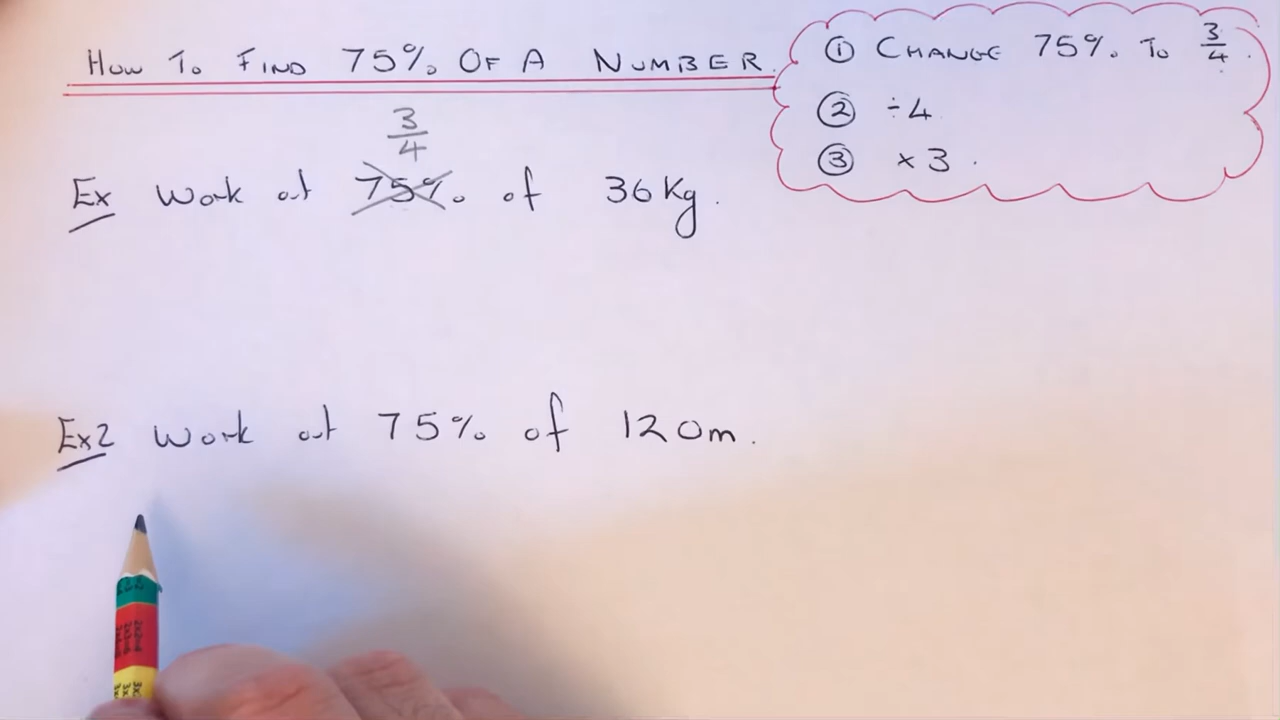 HOW TO FIND 75% OF A NUMBER.
① CHANGE 75% TO 3/4.
② ÷4
③ ×3.
3/4
Ex Work out 75% of 36Kg.
Ex2 Work out 75% of 120m.